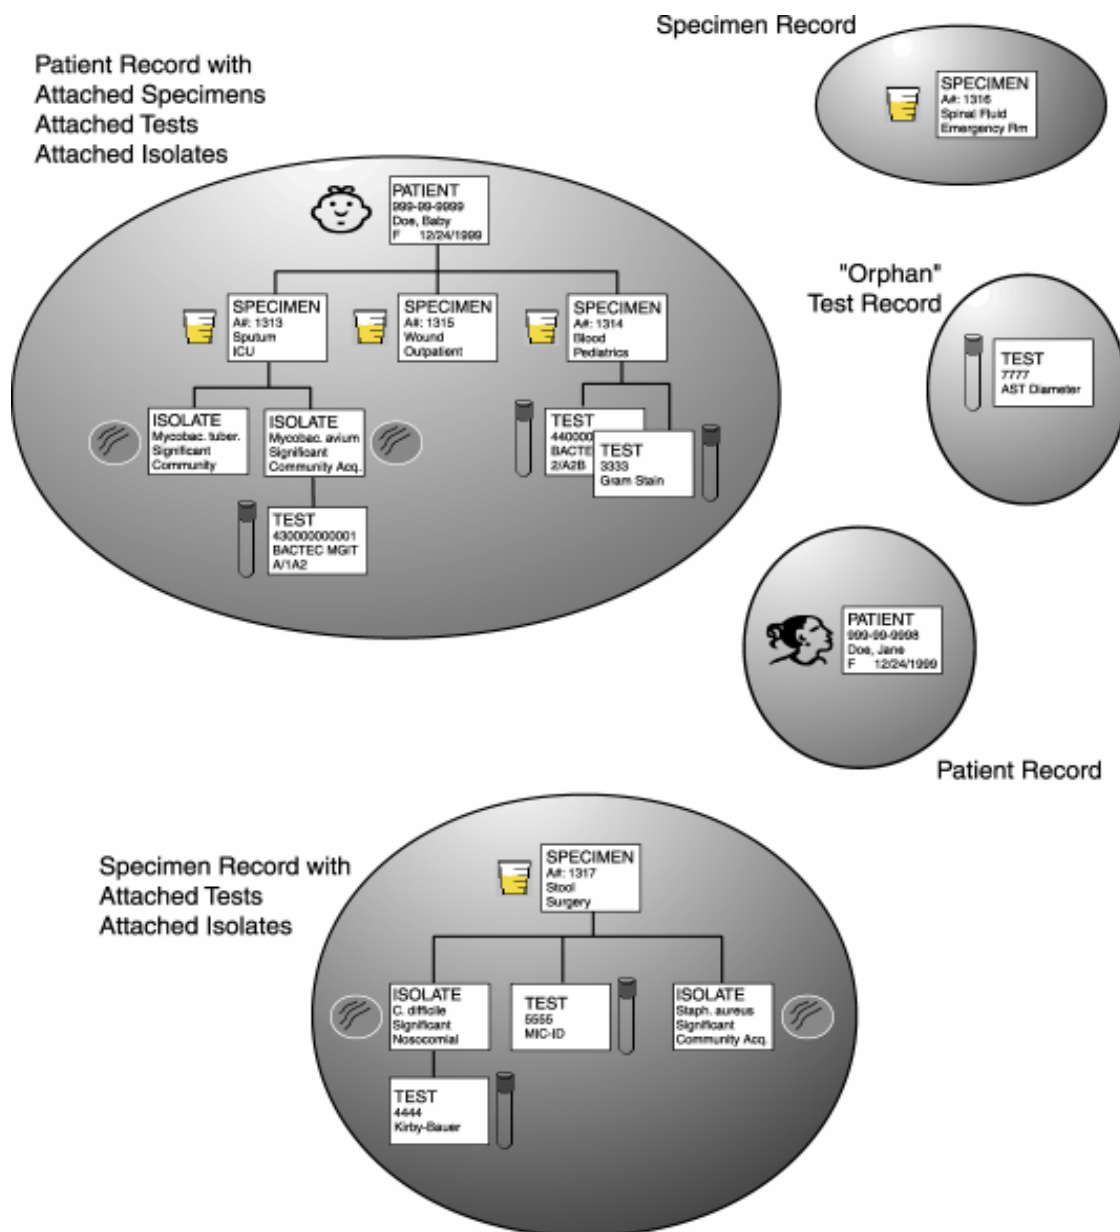 Specimen Record
SPECIMEN
A#: 1316
Spinal Fluid
Emergency Rm
Patient Record with
Attached Specimens
Attached Tests
Attached Isolates
PATIENT
999-99-9999
Doe, Baby
F 12/24/1999
SPECIMEN
A#: 1313
Sputum
ICU
SPECIMEN
A#: 1315
Wound
Outpatient
SPECIMEN
A#: 1314
Blood
Pediatrics
ISOLATE
Mycobac. tuber.
Significant
Community
ISOLATE
Mycobac. avium
Significant
Community Acq.
TEST
430000000001
BACTEC MGIT
A/1A2
TEST
440000
BACTE
2/A2B
TEST
3333
Gram Stain
"Orphan"
Test Record
TEST
7777
AST Diameter
PATIENT
999-99-9998
Doe, Jane
F 12/24/1999
Patient Record
Specimen Record with
Attached Tests
Attached Isolates
SPECIMEN
A#: 1317
Stool
Surgery
ISOLATE
C. difficile
Significant
Nosocomial
TEST
5555
MIC-ID
ISOLATE
Staph. aureus
Significant
Community Acq.
TEST
4444
Kirby-Bauer